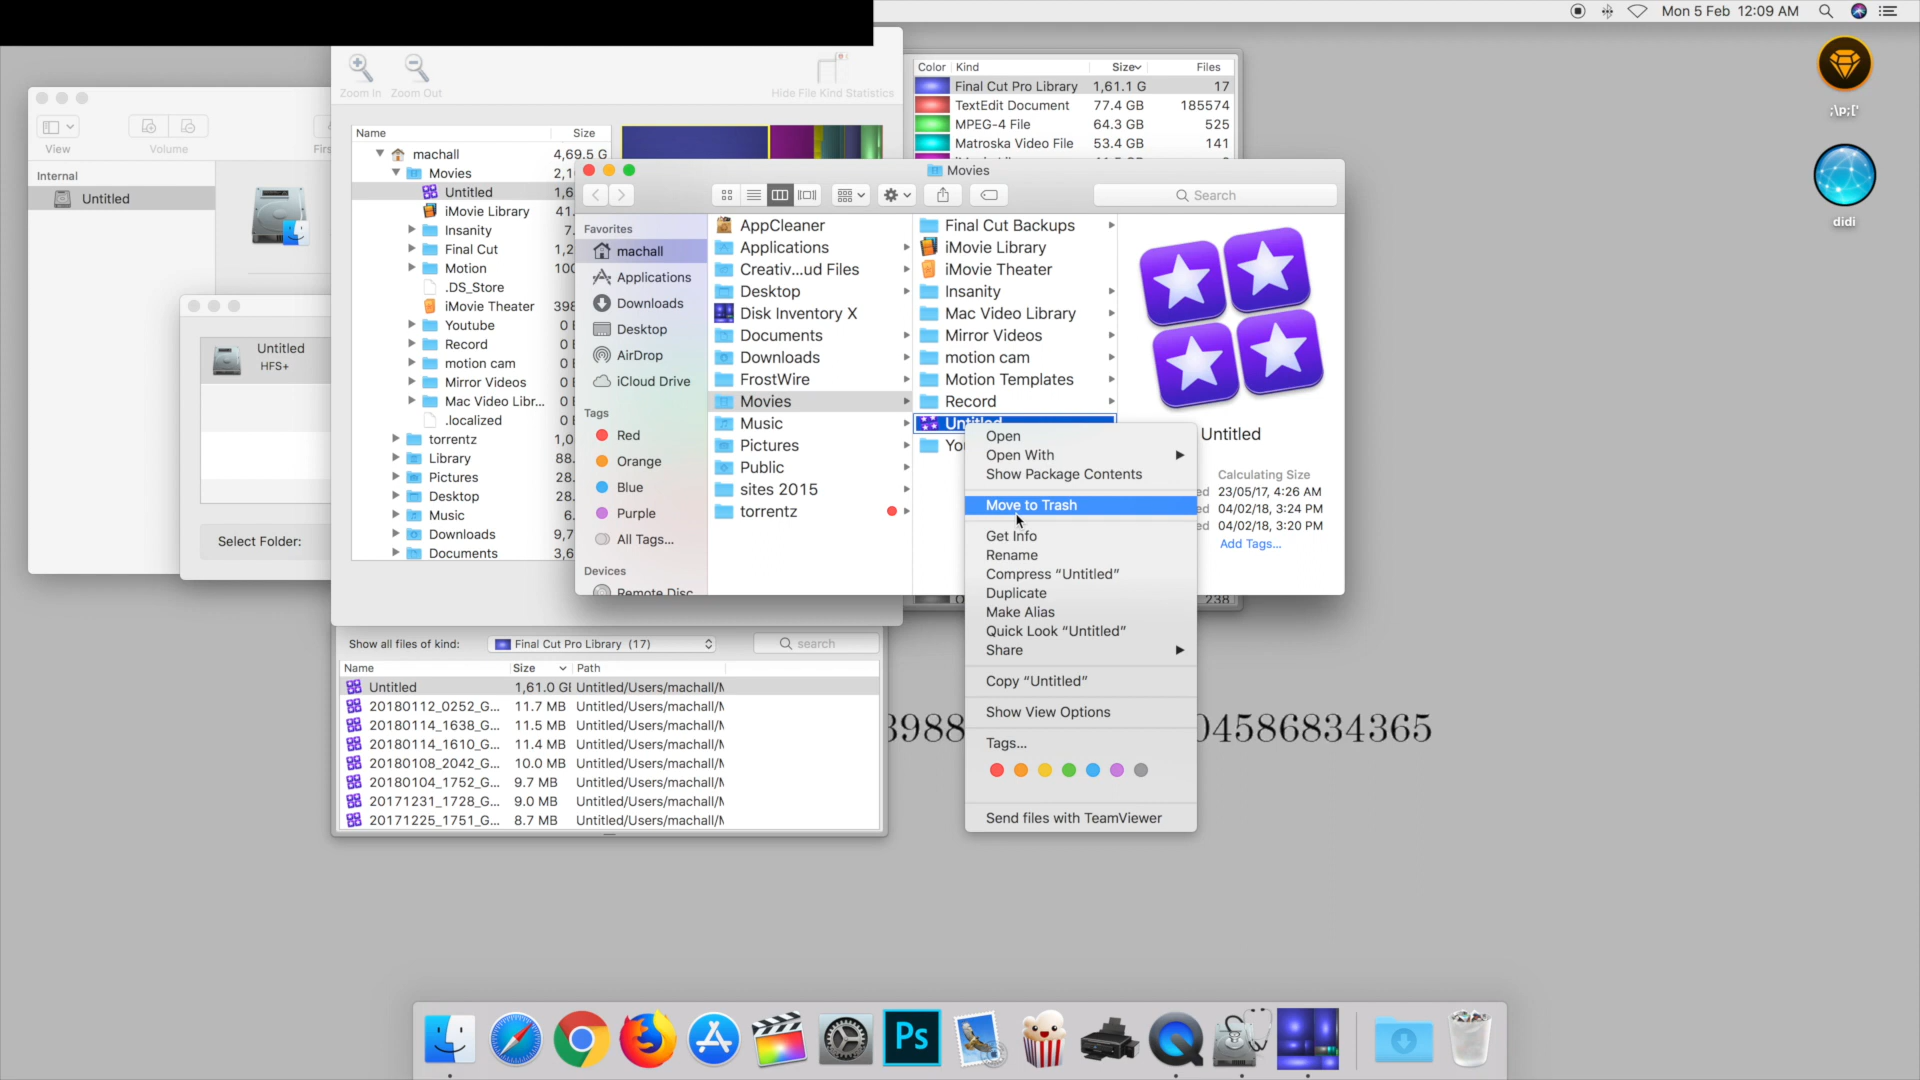 Mon 5 Feb 12:09 AM
;\p;['
didi
View
Volume
Internal
Untitled
Untitled
HFS+
Select Folder:
Zoom In
Zoom Out
Hide File Kind Statistics
Name Size
machall 4,69.5 G
Movies
Untitled
iMovie Library
Insanity
Final Cut
Motion
.DS_Store
iMovie Theater
Youtube
Record
motion cam
Mirror Videos
Mac Video Libr...
.localized
torrentz
Library
Pictures
Desktop
Music
Downloads
Documents
Color Kind Size Files
Final Cut Pro Library 1,61.1 G 17
TextEdit Document 77.4 GB 185574
MPEG-4 File 64.3 GB 525
Matroska Video File 53.4 GB 141
Movies
Search
Favorites
machall
Applications
Downloads
Desktop
AirDrop
iCloud Drive
Tags
Red
Orange
Blue
Purple
All Tags...
Devices
Remote Disc
AppCleaner
Applications
Creativ...ud Files
Desktop
Disk Inventory X
Documents
Downloads
FrostWire
Movies
Music
Pictures
Public
sites 2015
torrentz
Final Cut Backups
iMovie Library
iMovie Theater
Insanity
Mac Video Library
Mirror Videos
motion cam
Motion Templates
Record
Untitled
Untitled
Calculating Size
23/05/17, 4:26 AM
04/02/18, 3:24 PM
04/02/18, 3:20 PM
Add Tags...
Open
Open With
Show Package Contents
Move to Trash
Get Info
Rename
Compress “Untitled”
Duplicate
Make Alias
Quick Look “Untitled”
Share
Copy “Untitled”
Show View Options
Tags...
Send files with TeamViewer
Show all files of kind: Final Cut Pro Library (17) search
Name Size Path
Untitled 1,61.0 GI Untitled/Users/machall/
20180112_0252_G... 11.7 MB Untitled/Users/machall/
20180114_1638_G... 11.5 MB Untitled/Users/machall/
20180114_1610_G... 11.4 MB Untitled/Users/machall/
20180108_2042_G... 10.0 MB Untitled/Users/machall/
20180104_1752_G... 9.7 MB Untitled/Users/machall/
20171231_1728_G... 9.0 MB Untitled/Users/machall/
20171225_1751_G... 8.7 MB Untitled/Users/machall/
3988 04586834365
Ps